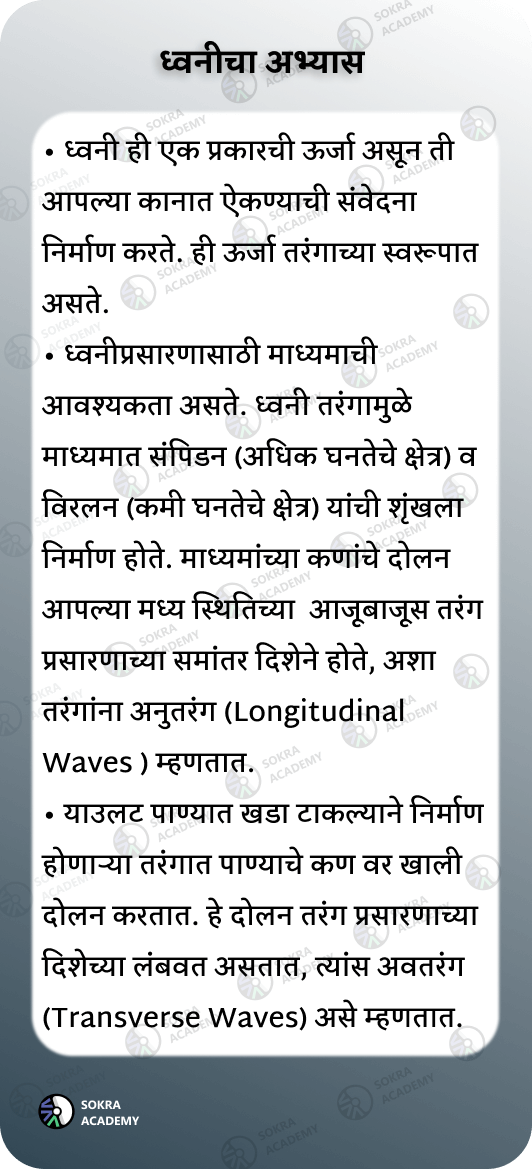 ध्वनीचा अभ्यास
• ध्वनी ही एक प्रकारची ऊर्जा असून ती
आपल्या कानात ऐकण्याची संवेदना
निर्माण करते. ही ऊर्जा तरंगाच्या स्वरूपात
असते.
• ध्वनीप्रसारणासाठी माध्यमाची
आवश्यकता असते. ध्वनी तरंगामुळे
माध्यमात संपिडन (अधिक घनतेचे क्षेत्र) व
विरलन (कमी घनतेचे क्षेत्र) यांची शृंखला
निर्माण होते. माध्यमांच्या कणांचे दोलन
आपल्या मध्य स्थितिच्या  आजूबाजूस तरंग
प्रसारणाच्या समांतर दिशेने होते, अशा
तरंगांना अनुतरंग (Longitudinal
Waves ) म्हणतात.
• याउलट पाण्यात खडा टाकल्याने निर्माण
होणाऱ्या तरंगात पाण्याचे कण वर खाली
दोलन करतात. हे दोलन तरंग प्रसारणाच्या
दिशेच्या लंबवत असतात, त्यांस अवतरंग
(Transverse Waves) असे म्हणतात.
SOKRA
ACADEMY